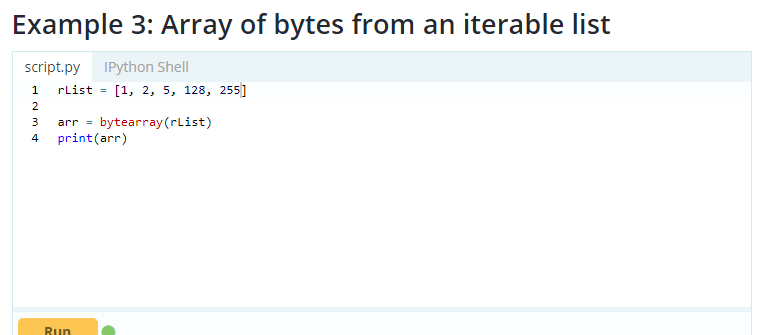 Example 3: Array of bytes from an iterable list
script.py IPython Shell
1 rList = [1, 2, 5, 128, 255]
2
3 arr = bytearray(rList)
4 print(arr)
Run